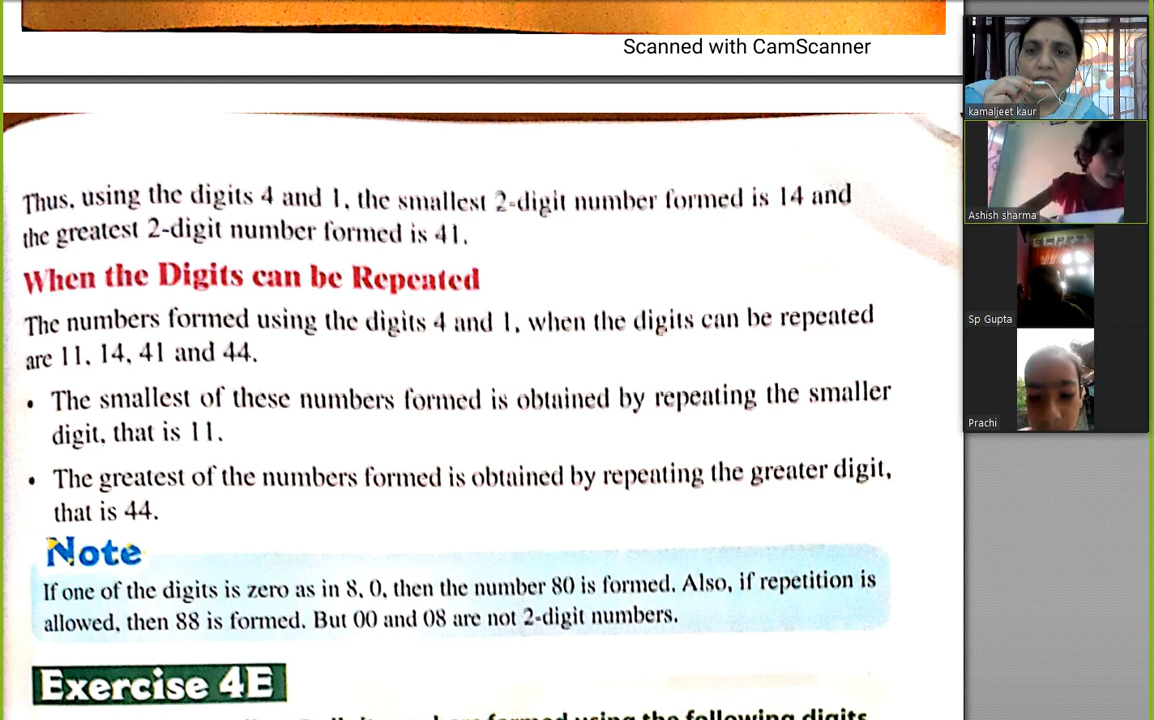 Scanned with CamScanner
Thus, using the digits 4 and 1, the smallest 2-digit number formed is 14 and
the greatest 2-digit number formed is 41.
When the Digits can be Repeated
The numbers formed using the digits 4 and 1, when the digits can be repeated
are 11, 14, 41 and 44.
• The smallest of these numbers formed is obtained by repeating the smaller
digit, that is 11.
• The greatest of the numbers formed is obtained by repeating the greater digit,
that is 44.
Note
If one of the digits is zero as in 8, 0, then the number 80 is formed. Also, if repetition is
allowed, then 88 is formed. But 00 and 08 are not 2-digit numbers.
Exercise 4E
numbers formed using the following digits
kamaljeet kaur
Ashish sharma
Sp Gupta
Prachi